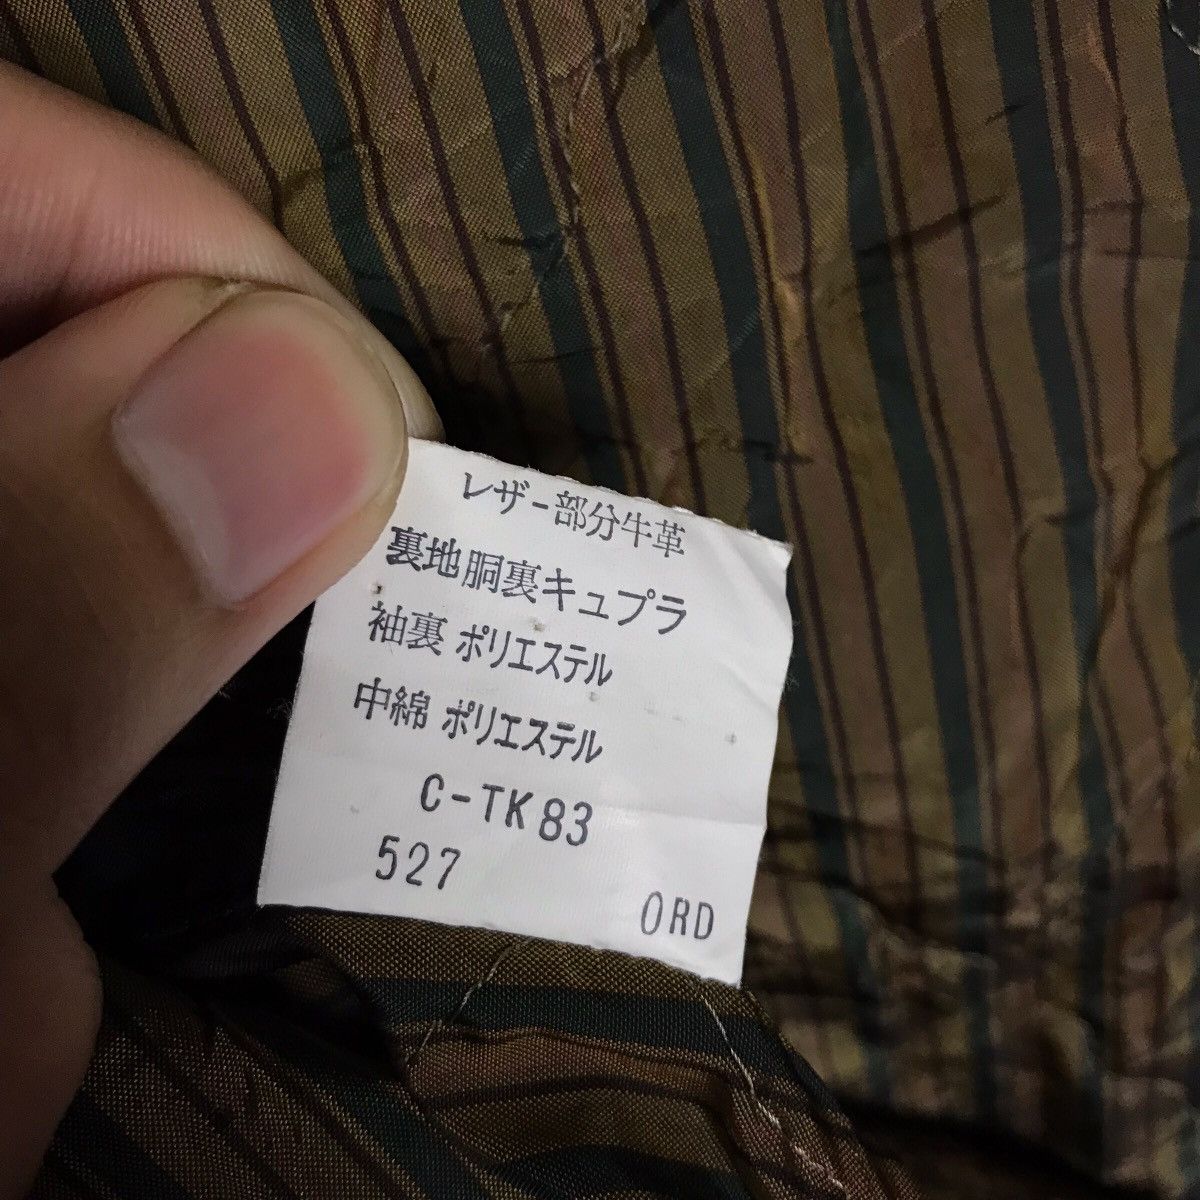 レザー部分牛革
裏地胴裏キュプラ
袖裏 ポリエステル
中綿 ポリエステル
C-TK83
527
ORD